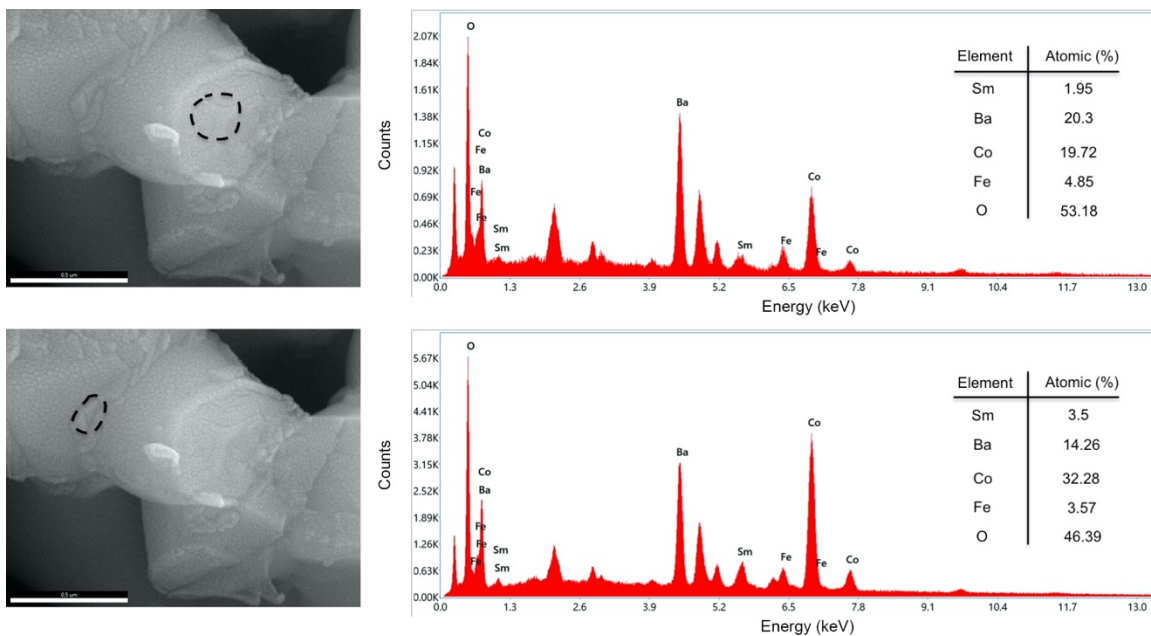 O
2.07K
1.84K
1.61K
1.38K
1.15K
0.92K
0.69K
0.46K
0.23K
0.00K
Counts
Co
Fe
Ba
Fe
Fe
Sm
Sm
Ba
Sm
Fe
Co
Fe
Co
0.0 1.3 2.6 3.9 5.2 6.5 7.8 9.1 10.4 11.7 13.0
Energy (keV)
Element Atomic (%)
Sm 1.95
Ba 20.3
Co 19.72
Fe 4.85
O 53.18
0.5 um
O
5.67K
5.04K
4.41K
3.78K
3.15K
2.52K
1.89K
1.26K
0.63K
0.00K
Counts
Co
Ba
Fe
Fe
Fe
Sm
Sm
Ba
Sm
Fe
Co
Fe
Co
0.0 1.3 2.6 3.9 5.2 6.5 7.8 9.1 10.4 11.7 13.0
Energy (keV)
Element Atomic (%)
Sm 3.5
Ba 14.26
Co 32.28
Fe 3.57
O 46.39
0.5 um